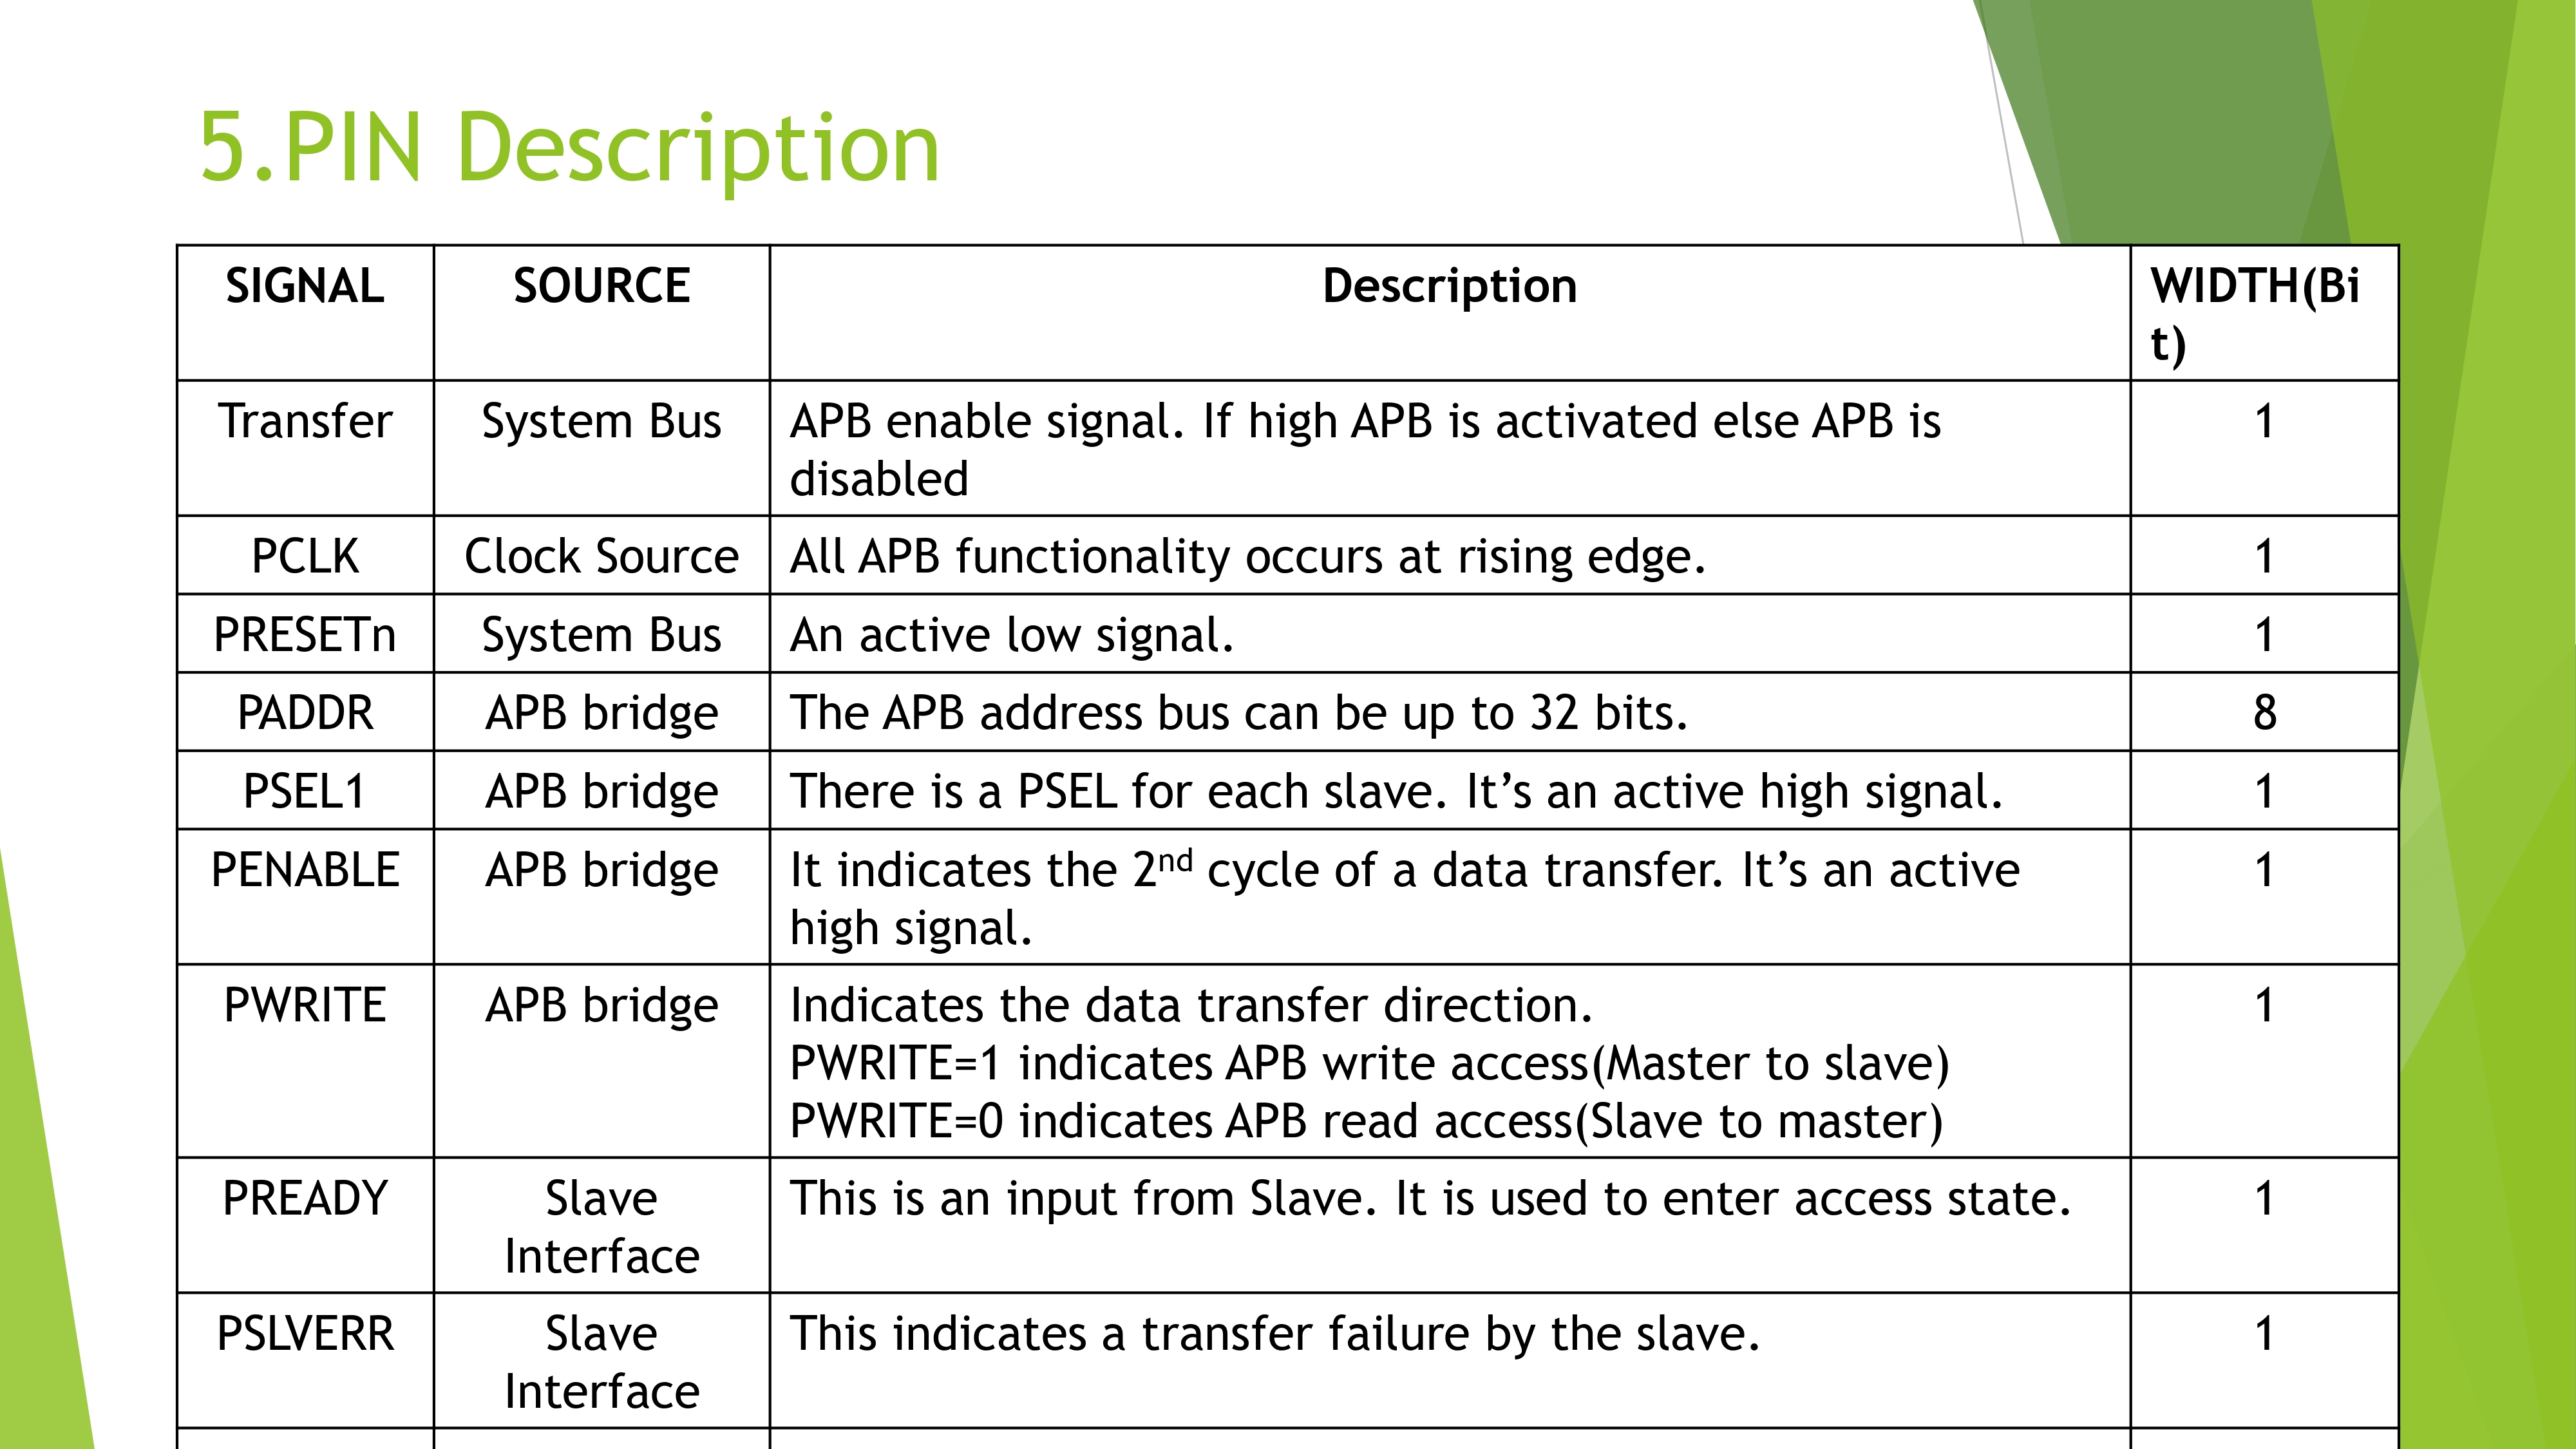 5.PIN Description
SIGNAL SOURCE Description WIDTH(Bi
t)
Transfer System Bus APB enable signal. If high APB is activated else APB is 1
disabled
PCLK Clock Source All APB functionality occurs at rising edge. 1
PRESETn System Bus An active low signal. 1
PADDR APB bridge The APB address bus can be up to 32 bits. 8
PSEL1 APB bridge There is a PSEL for each slave. It’s an active high signal. 1
PENABLE APB bridge It indicates the 2nd cycle of a data transfer. It’s an active 1
high signal.
PWRITE APB bridge Indicates the data transfer direction. 1
PWRITE=1 indicates APB write access(Master to slave)
PWRITE=0 indicates APB read access(Slave to master)
PREADY Slave This is an input from Slave. It is used to enter access state. 1
Interface
PSLVERR Slave This indicates a transfer failure by the slave. 1
Interface